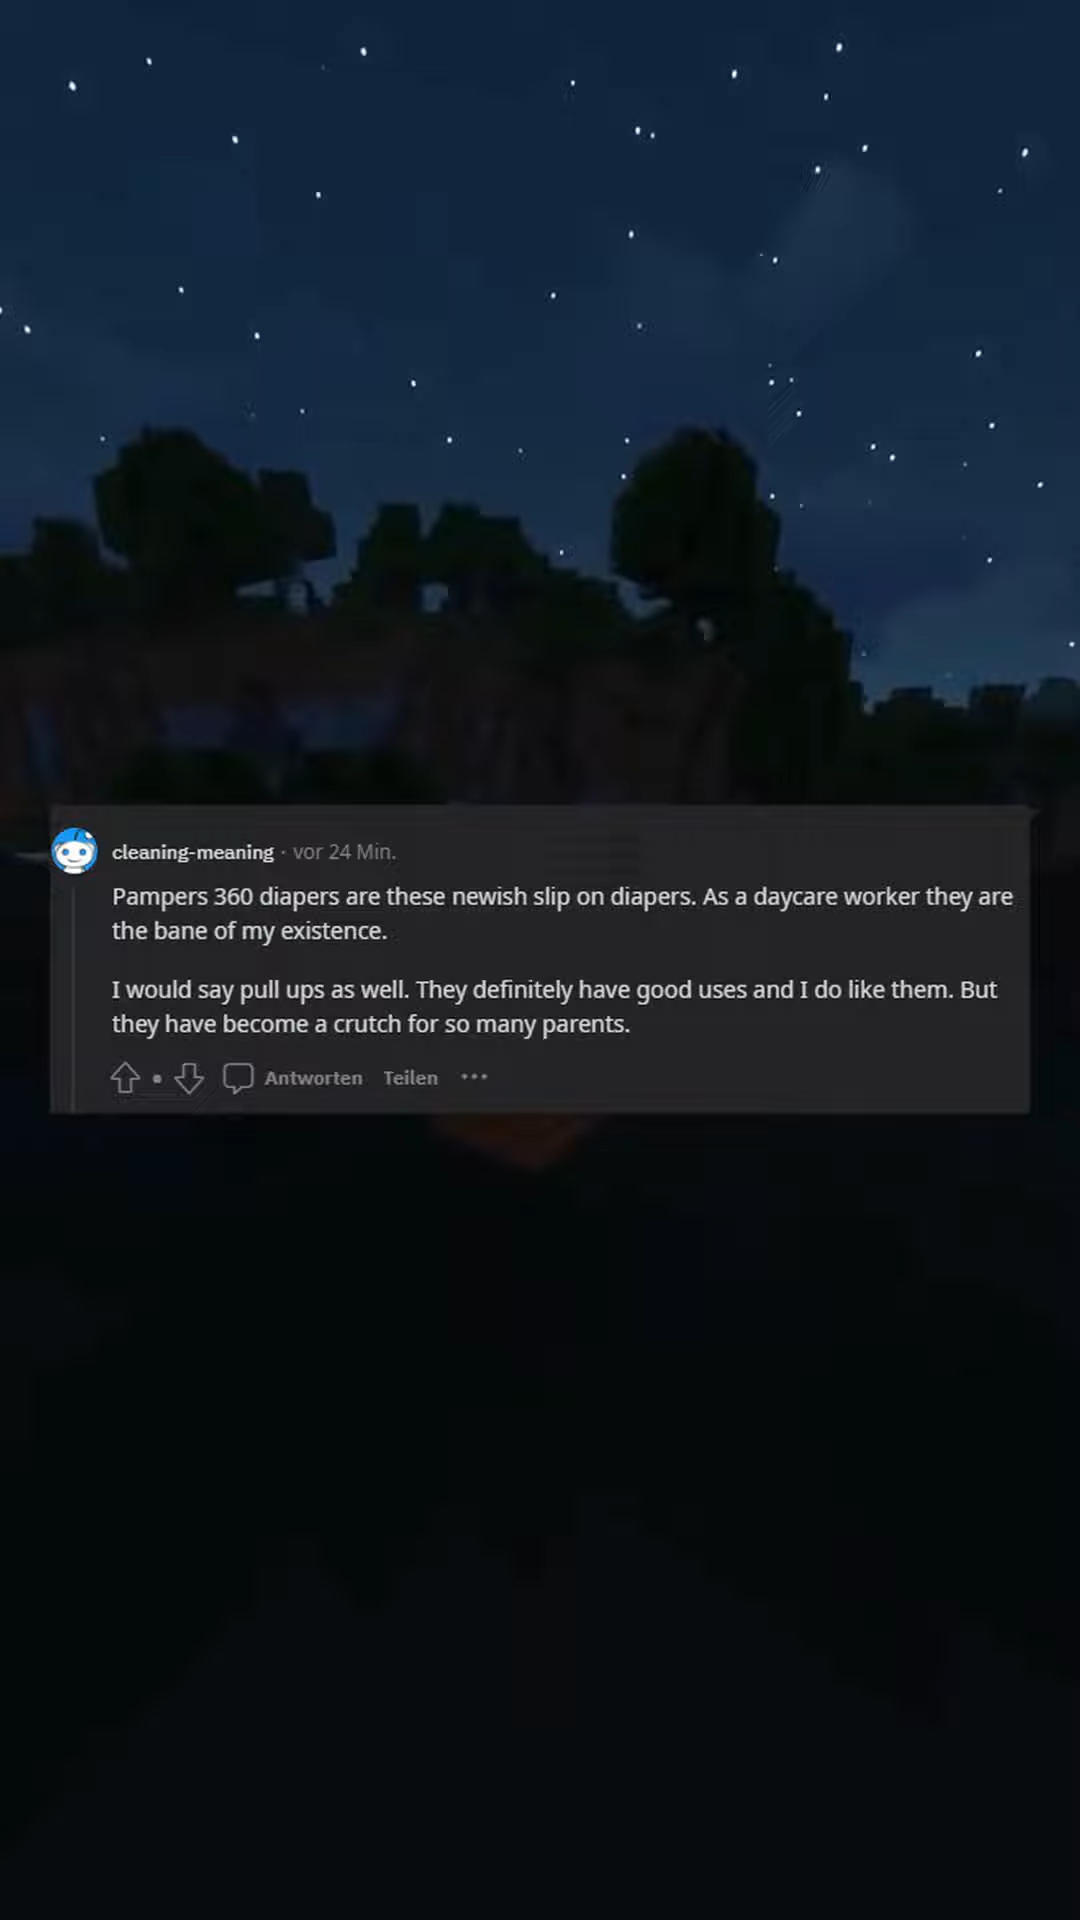 cleaning-meaning · vor 24 Min.
Pampers 360 diapers are these newish slip on diapers. As a daycare worker they are
the bane of my existence.
I would say pull ups as well. They definitely have good uses and I do like them. But
they have become a crutch for so many parents.
Antworten Teilen